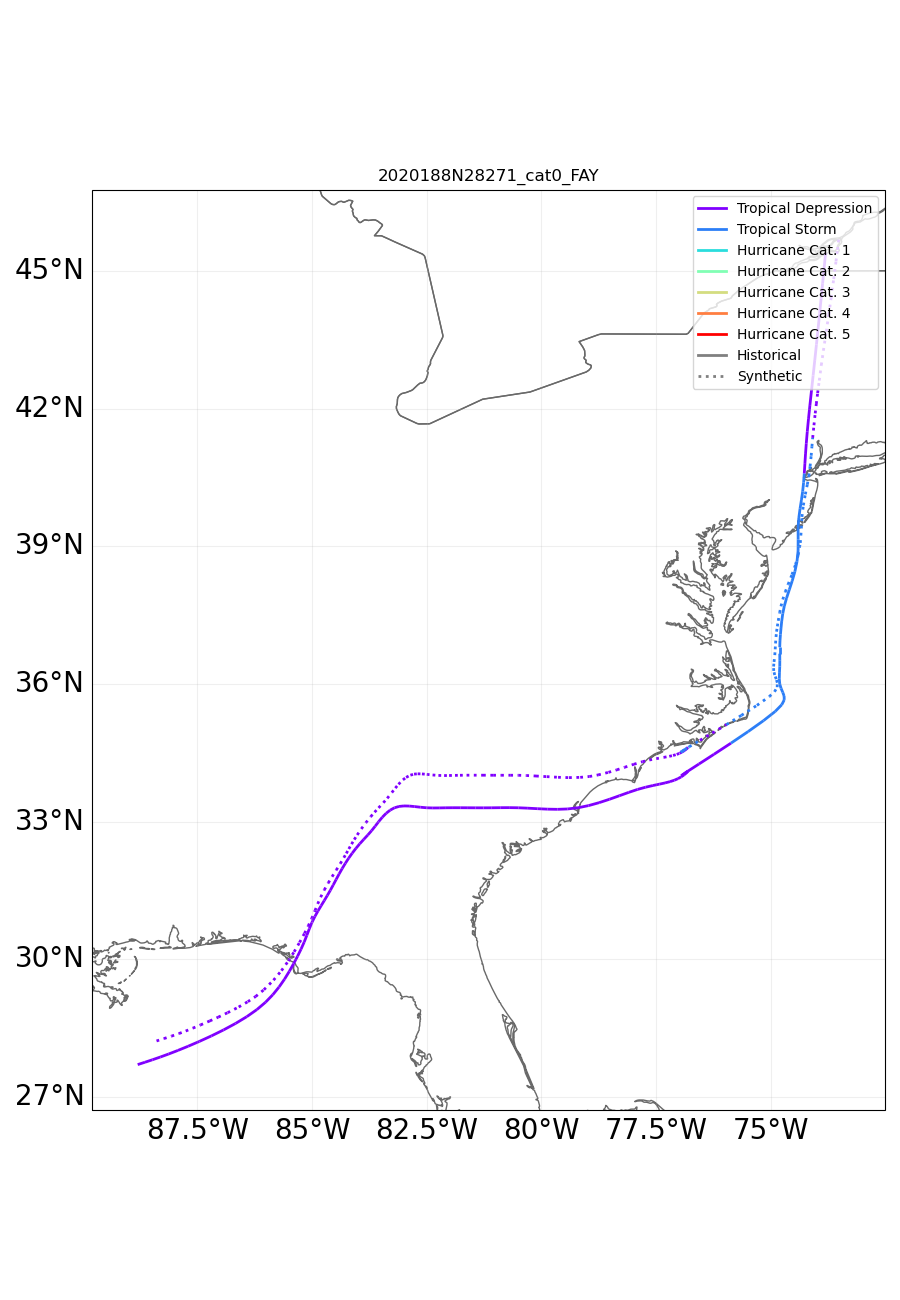 2020188N28271_cat0_FAY
Tropical Depression
Tropical Storm
Hurricane Cat. 1
Hurricane Cat. 2
Hurricane Cat. 3
Hurricane Cat. 4
Hurricane Cat. 5
Historical
Synthetic
45°N
42°N
39°N
36°N
33°N
30°N
27°N
87.5°W 85°W 82.5°W 80°W 77.5°W 75°W